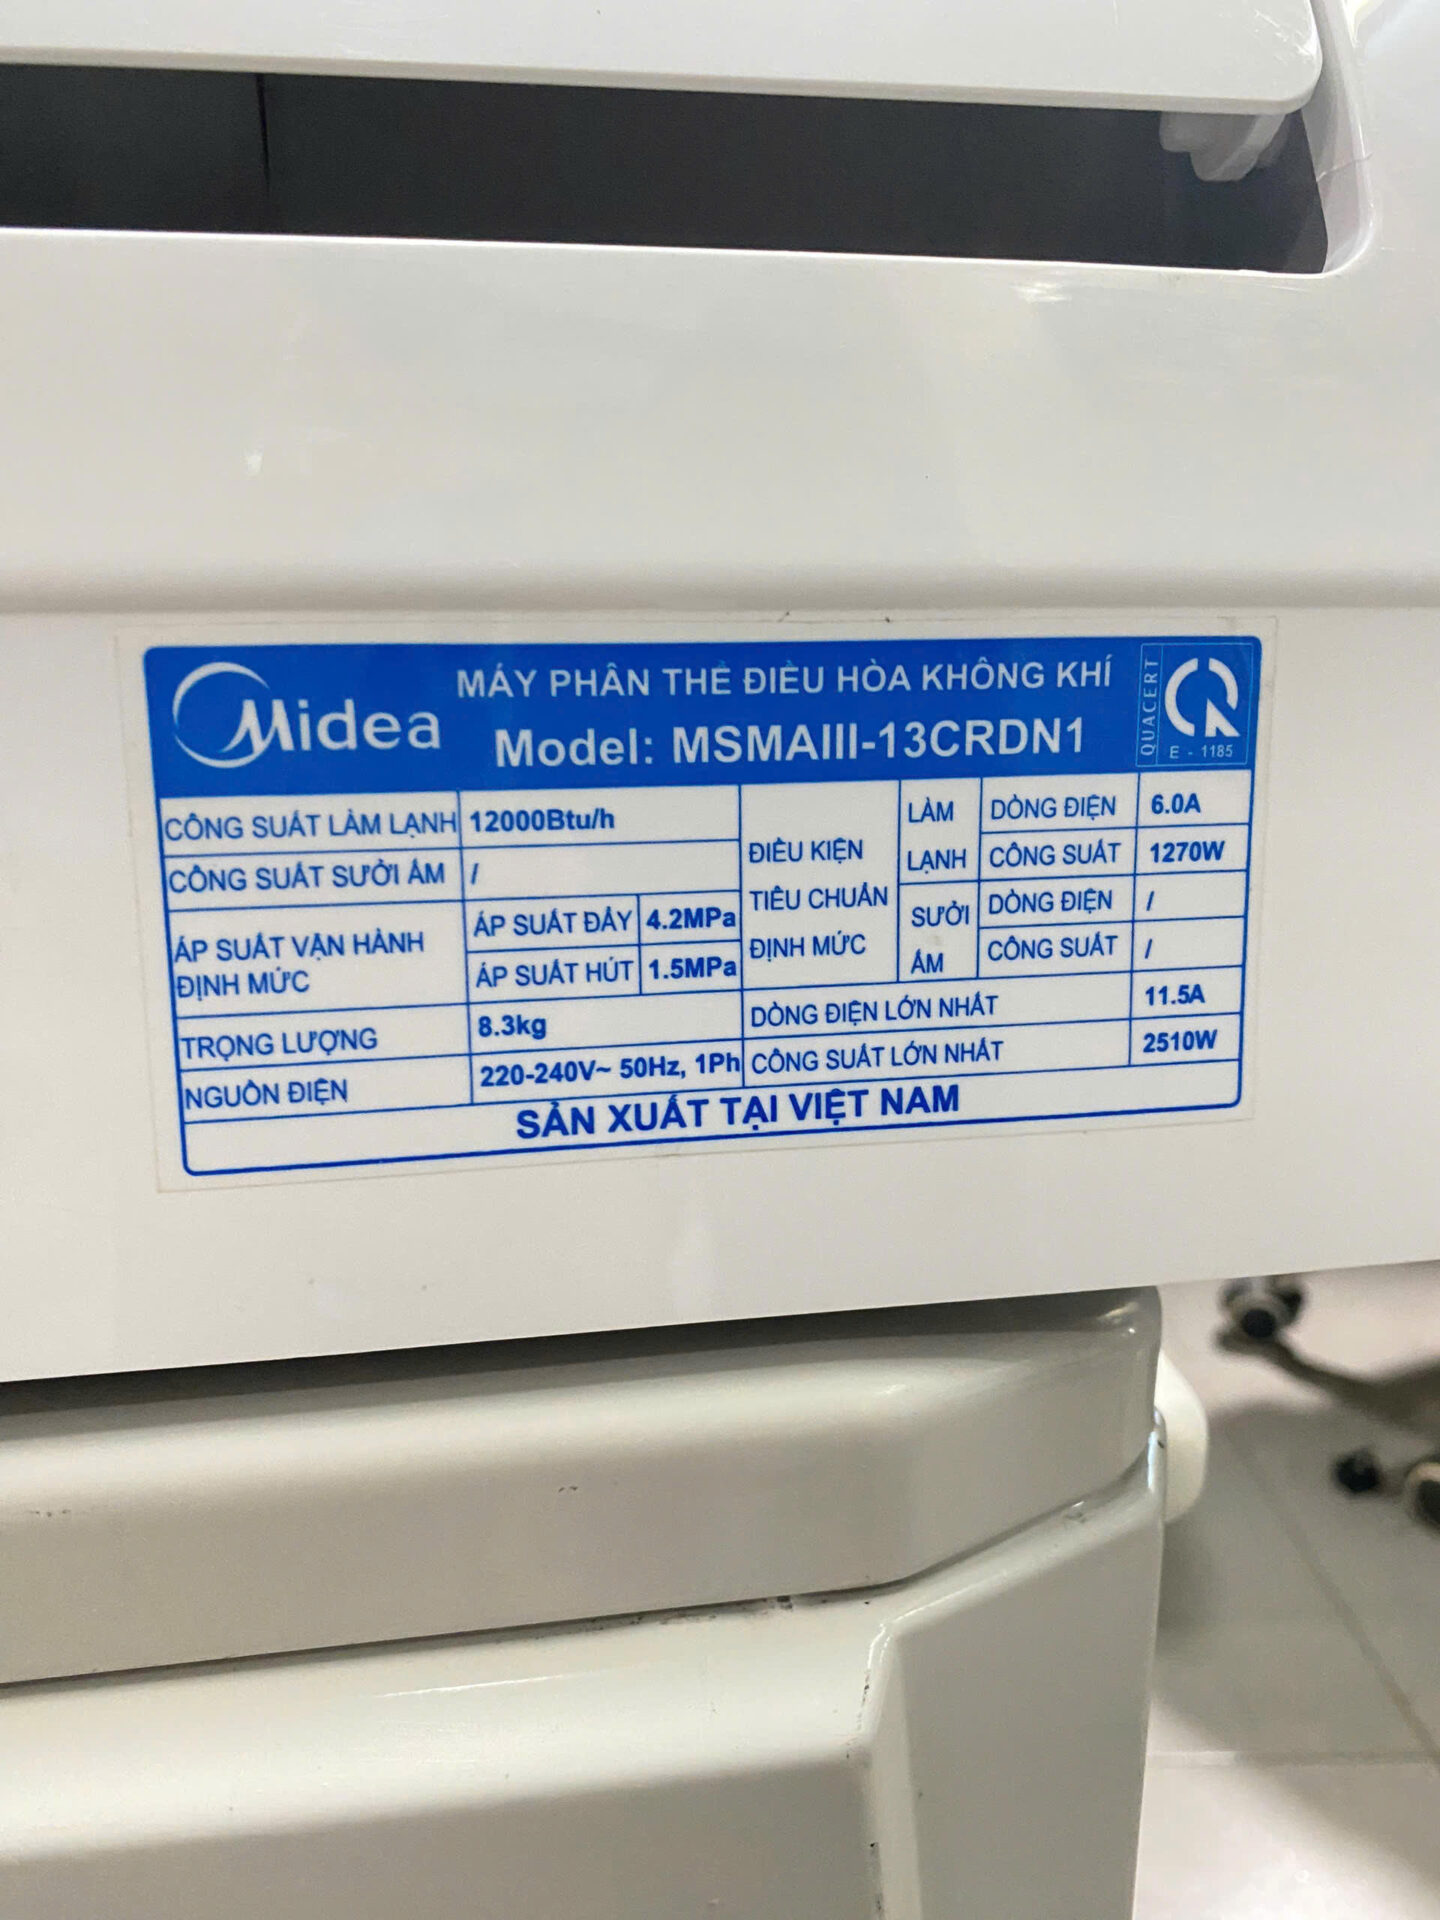 Midea
MÁY PHÂN THỂ ĐIỀU HÒA KHÔNG KHÍ
Model: MSMAIII-13CRDN1
QUACERT
E - 1185
CÔNG SUẤT LÀM LẠNH 12000Btu/h
CÔNG SUẤT SƯỞI ẤM /
ÁP SUẤT VẬN HÀNH
ĐỊNH MỨC
ÁP SUẤT ĐẨY 4.2MPa
ÁP SUẤT HÚT 1.5MPa
TRỌNG LƯỢNG 8.3kg
NGUỒN ĐIỆN 220-240V~ 50Hz, 1Ph
ĐIỀU KIỆN
TIÊU CHUẨN
ĐỊNH MỨC
LÀM
LẠNH
DÒNG ĐIỆN 6.0A
CÔNG SUẤT 1270W
SƯỞI
ẤM
DÒNG ĐIỆN /
CÔNG SUẤT /
DÒNG ĐIỆN LỚN NHẤT 11.5A
CÔNG SUẤT LỚN NHẤT 2510W
SẢN XUẤT TẠI VIỆT NAM